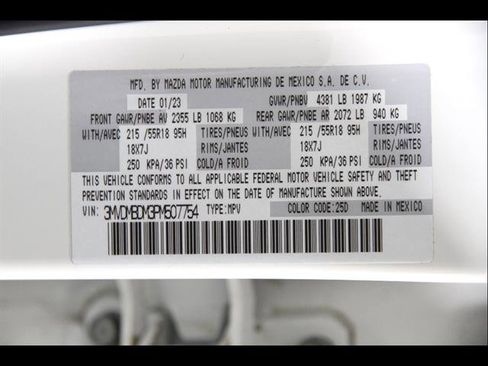 MFD. BY MAZDA MOTOR MANUFACTURING DE MEXICO S.A. DE C.V.
DATE 01/23 GVWR/PNBV 4381 LB 1987 KG
FRONT GAWR/PNBE AV 2355 LB 1068 KG REAR GAWR/PNBE AR 2072 LB 940 KG
WITH/AVEC 215 /55R18 95H TIRES/PNEUS WITH/AVEC 215 /55R18 95H TIRES/PNEUS
18X7J RIMS/JANTES 18X7J RIMS/JANTES
250 KPA/36 PSI COLD/A FROID 250 KPA/36 PSI COLD/A FROID
THIS VEHICLE CONFORMS TO ALL APPLICABLE FEDERAL MOTOR VEHICLE SAFETY AND THEFT
PREVENTION STANDARDS IN EFFECT ON THE DATE OF MANUFACTURE SHOWN ABOVE.
VIN: 3MVDMBDM3PM507754 TYPE:MPV COLOR CODE:25D MADE IN MEXICO